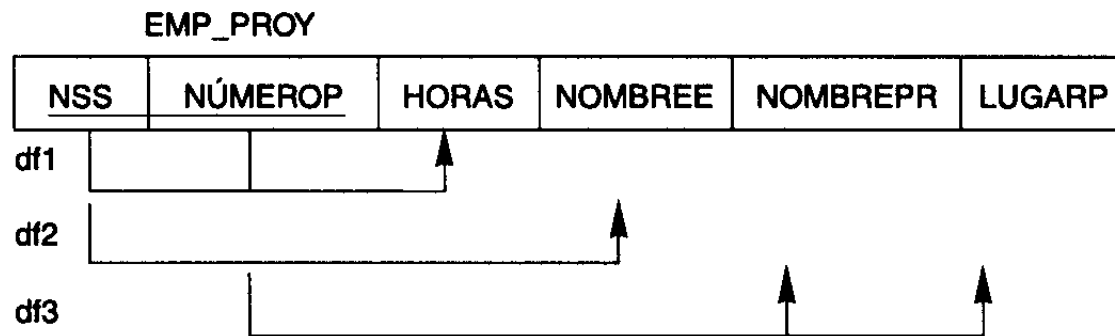 EMP_PROY
NSS NÚMEROP HORAS NOMBREE NOMBREPR LUGARP
df1
df2
df3